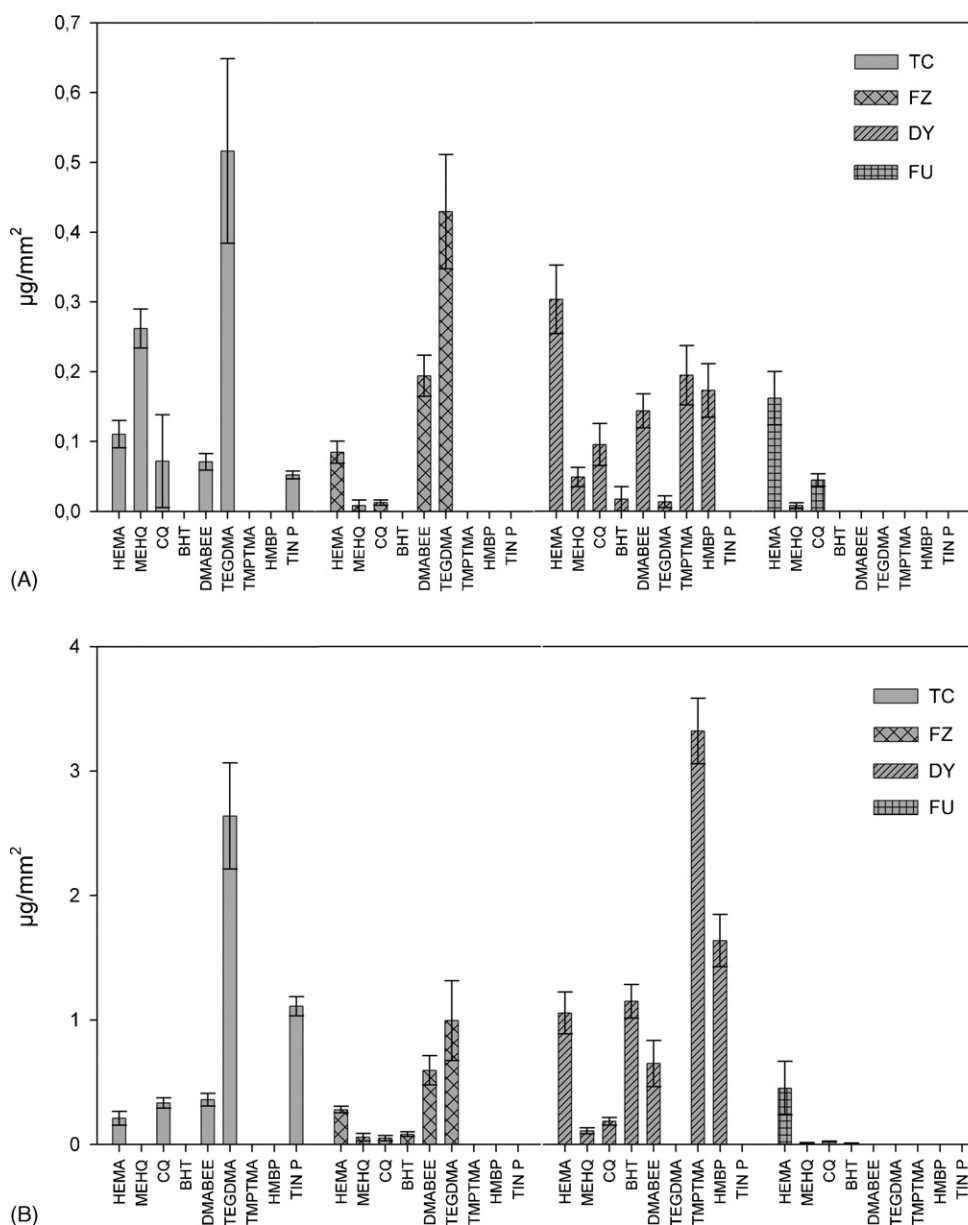 0,7
0,6
0,5
0,4
0,3
0,2
0,1
0,0
µg/mm²
TC
FZ
DY
FU
HEMA MEHQ CQ BHT DMABEE TEGDMA TMPTMA HMBP TIN P HEMA MEHQ CQ BHT DMABEE TEGDMA TMPTMA HMBP TIN P HEMA MEHQ CQ BHT DMABEE TEGDMA TMPTMA HMBP TIN P HEMA MEHQ CQ BHT DMABEE TEGDMA TMPTMA HMBP TIN P
(A)
4
3
2
1
0
µg/mm²
TC
FZ
DY
FU
HEMA MEHQ CQ BHT DMABEE TEGDMA TMPTMA HMBP TIN P HEMA MEHQ CQ BHT DMABEE TEGDMA TMPTMA HMBP TIN P HEMA MEHQ CQ BHT DMABEE TEGDMA TMPTMA HMBP TIN P HEMA MEHQ CQ BHT DMABEE TEGDMA TMPTMA HMBP TIN P
(B)